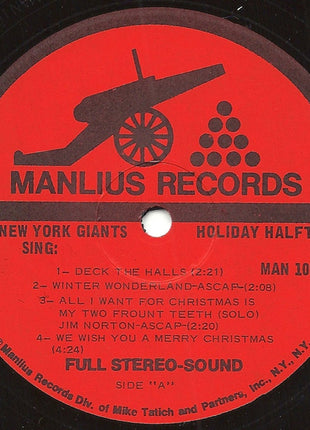 MANLIUS RECORDS
NEW YORK GIANTS HOLIDAY HALFT
SING:
MAN 10
1- DECK THE HALLS (2:21)
2- WINTER WONDERLAND-ASCAP-(2:08)
3- ALL I WANT FOR CHRISTMAS IS
MY TWO FROUNT TEETH (SOLO)
JIM NORTON-ASCAP-(2:20)
4- WE WISH YOU A MERRY CHRISTMAS
(4:24)
FULL STEREO-SOUND
SIDE "A"
©Manlius Records Div. of Mike Tatich and Partners, Inc., N.Y., N.Y.